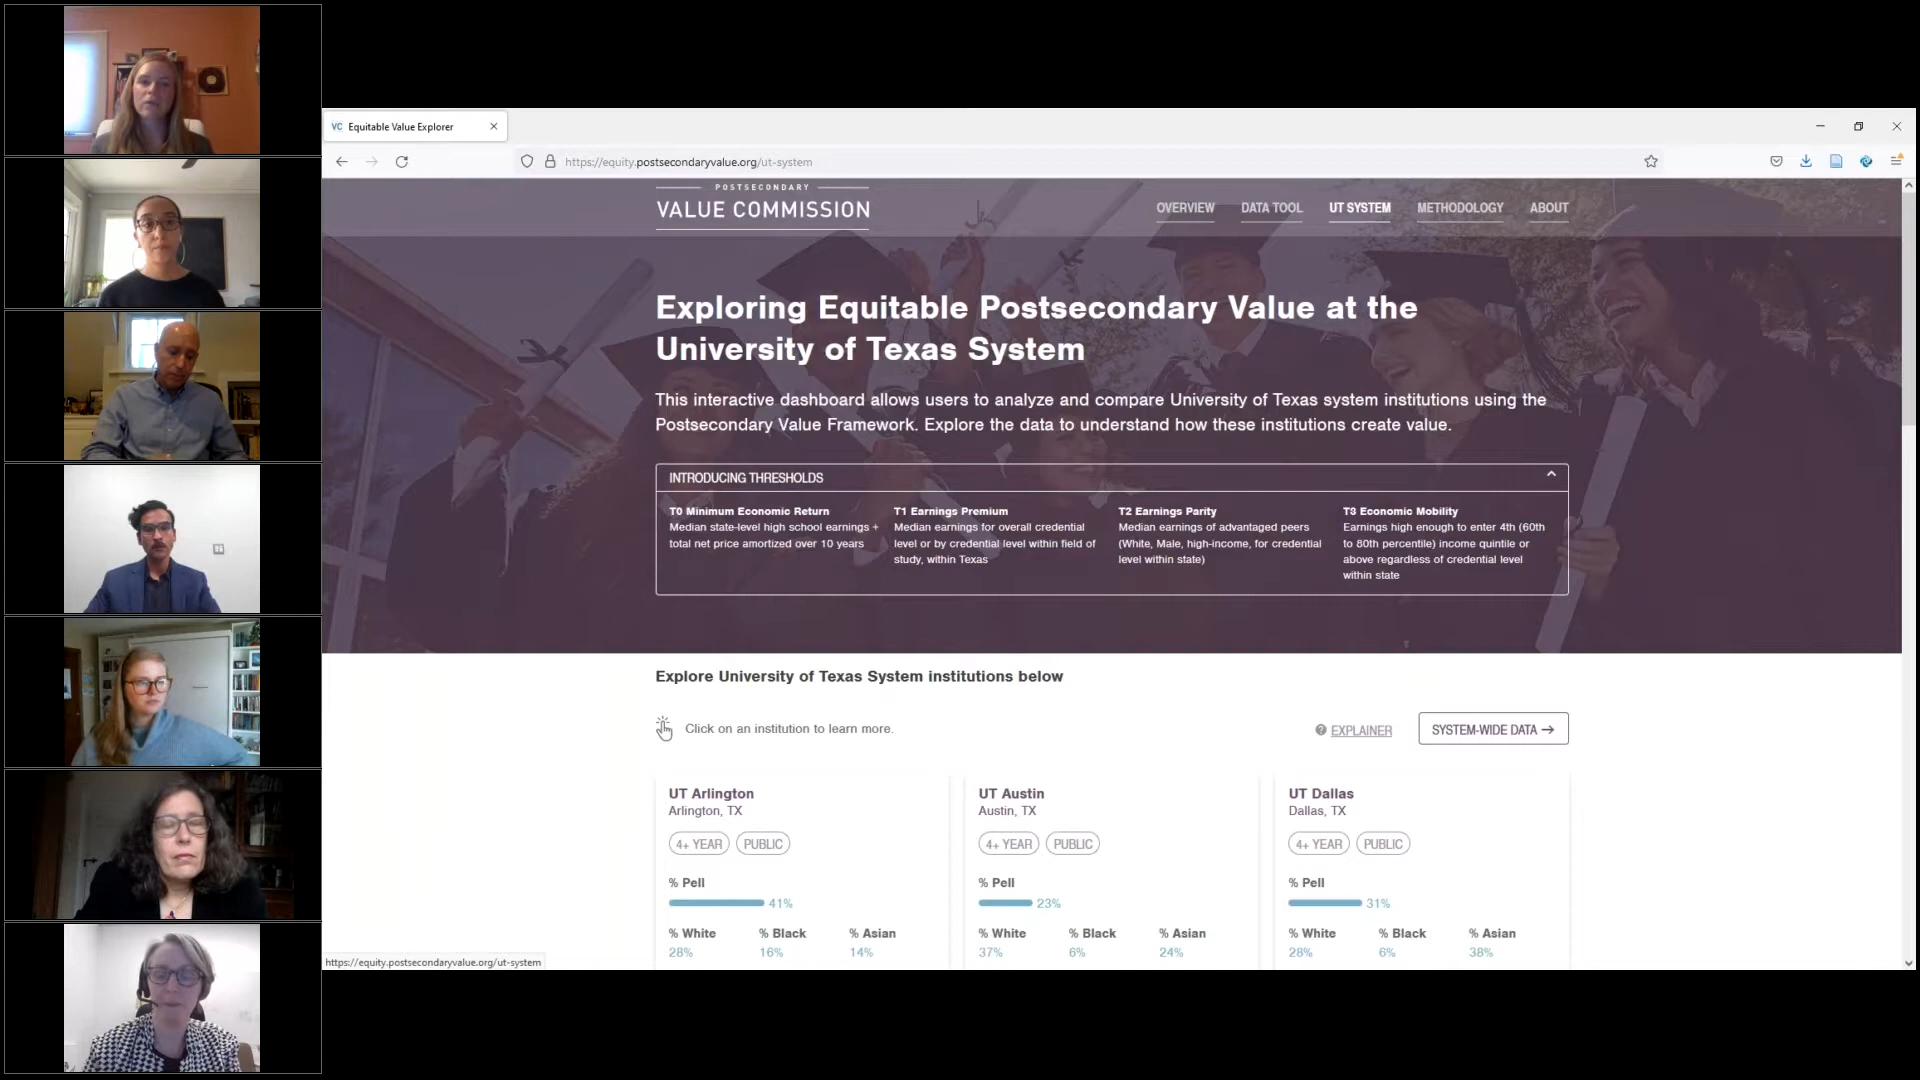 VC Equitable Value Explorer
https://equity.postsecondaryvalue.org/ut-system
POSTSECONDARY
VALUE COMMISSION
OVERVIEW DATA TOOL UT SYSTEM METHODOLOGY ABOUT
Exploring Equitable Postsecondary Value at the
University of Texas System
This interactive dashboard allows users to analyze and compare University of Texas system institutions using the
Postsecondary Value Framework. Explore the data to understand how these institutions create value.
INTRODUCING THRESHOLDS
T0 Minimum Economic Return
Median state-level high school earnings +
total net price amortized over 10 years
T1 Earnings Premium
Median earnings for overall credential
level or by credential level within field of
study, within Texas
T2 Earnings Parity
Median earnings of advantaged peers
(White, Male, high-income, for credential
level within state)
T3 Economic Mobility
Earnings high enough to enter 4th (60th
to 80th percentile) income quintile or
above regardless of credential level
within state
Explore University of Texas System institutions below
Click on an institution to learn more.
? EXPLAINER
SYSTEM-WIDE DATA →
UT Arlington
Arlington, TX
4+ YEAR PUBLIC
% Pell
41%
% White % Black % Asian
28% 16% 14%
UT Austin
Austin, TX
4+ YEAR PUBLIC
% Pell
23%
% White % Black % Asian
37% 6% 24%
UT Dallas
Dallas, TX
4+ YEAR PUBLIC
% Pell
31%
% White % Black % Asian
28% 6% 38%
https://equity.postsecondaryvalue.org/ut-system